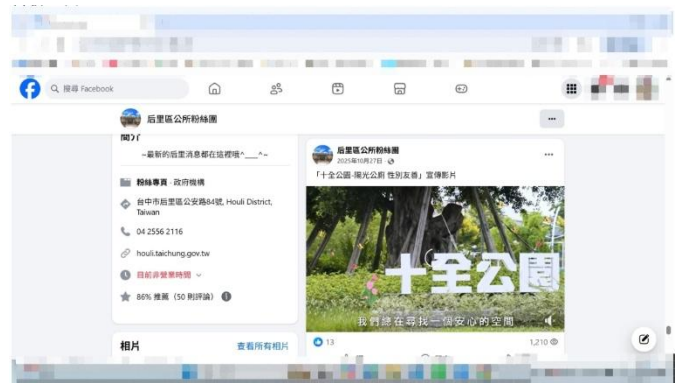 搜尋 Facebook
后里區公所粉絲團
簡介
~最新的后里消息都在這裡哦^___^~
粉絲專頁 · 政府機構
台中市后里區公安路84號, Houli District,
Taiwan
04 2556 2116
houli.taichung.gov.tw
目前非營業時間
86% 推薦（50 則評論）
相片
查看所有相片
后里區公所粉絲團
2025年10月27日
「十全公園-陽光公廁 性別友善」宣傳影片
十全公園
我們總在尋找一個安心的空間
13
1,210